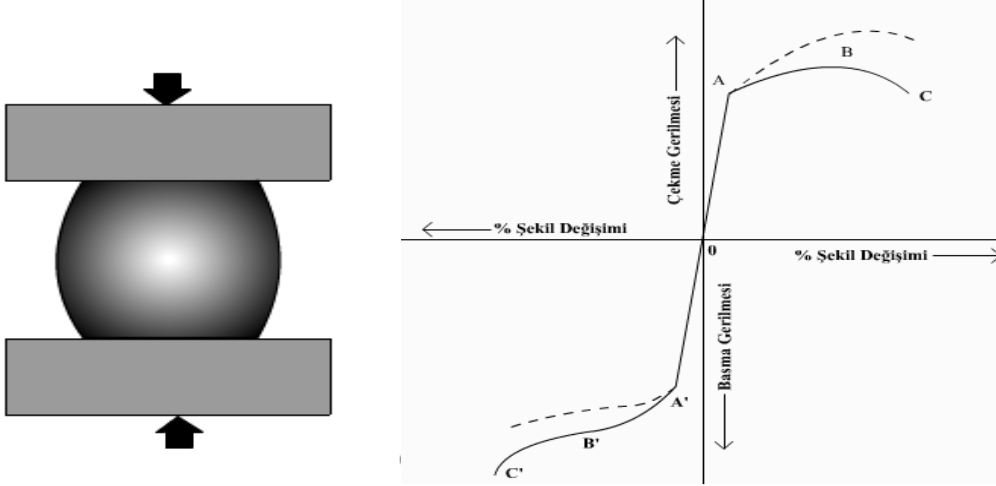 A
B
C
Çekme Gerilmesi
% Şekil Değişimi
0
% Şekil Değişimi
Basma Gerilmesi
A'
B'
C'